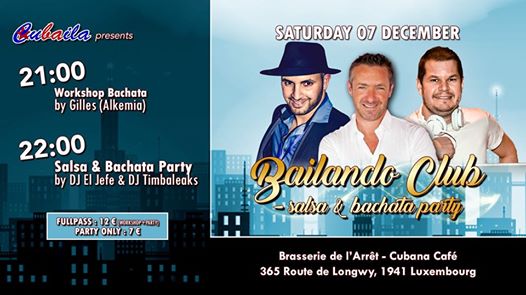 Cubaila presents
21:00
Workshop Bachata
by Gilles (Alkemia)
22:00
Salsa & Bachata Party
by DJ El Jefe & DJ Timbaleaks
FULLPASS : 12 € (WORKSHOP + PARTY)
PARTY ONLY : 7 €
SATURDAY 07 DECEMBER
Bailando Club
- salsa & bachata party
Brasserie de l'Arrêt - Cubana Café
365 Route de Longwy, 1941 Luxembourg